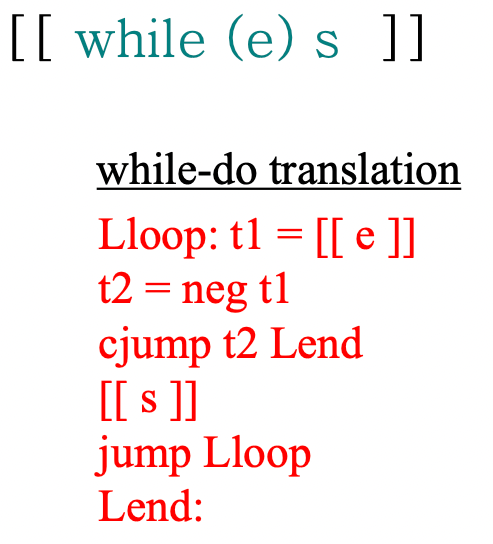 [[ while (e) s ]]
while-do translation
Lloop: t1 = [[ e ]]
t2 = neg t1
cjump t2 Lend
[[ s ]]
jump Lloop
Lend: